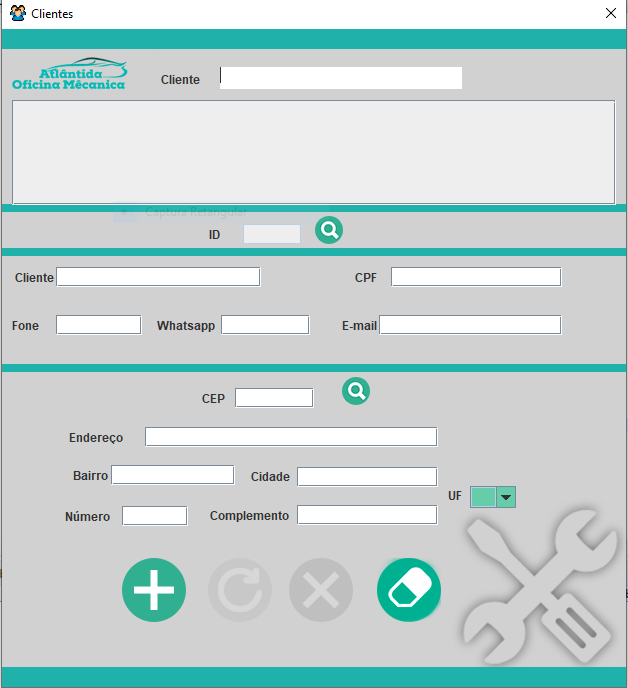 Clientes
Atlântida
Oficina Mêcanica
Cliente
Captura Retangular
ID
Cliente
CPF
Fone
Whatsapp
E-mail
CEP
Endereço
Bairro
Cidade
UF
Número
Complemento